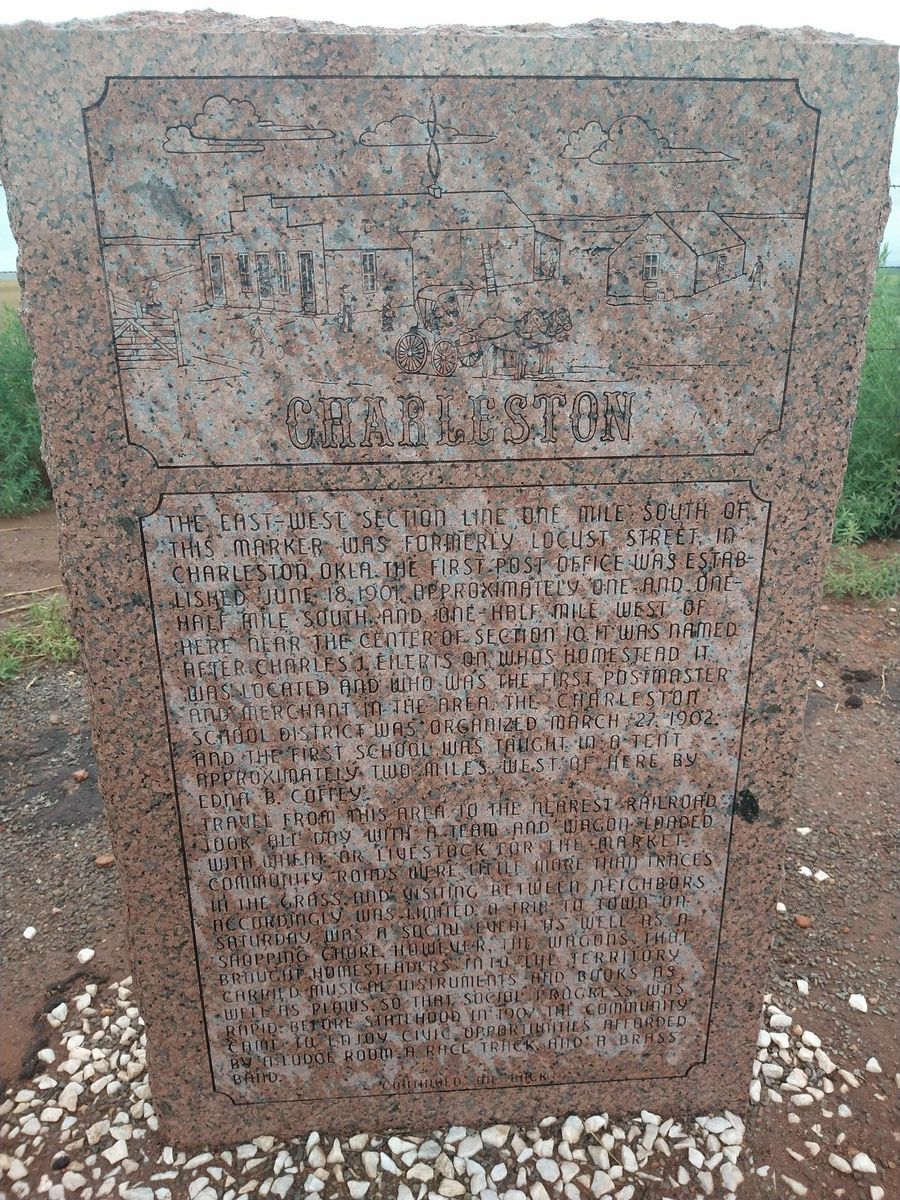 CHARLESTON
THE EAST-WEST SECTION LINE ONE MILE SOUTH OF
THIS MARKER WAS FORMERLY LOCUST STREET IN
CHARLESTON, OKLA. THE FIRST POST OFFICE WAS ESTAB-
LISHED JUNE 18, 1901, APPROXIMATELY ONE AND ONE-
HALF MILE SOUTH AND ONE-HALF MILE WEST OF
HERE NEAR THE CENTER OF SECTION 10. IT WAS NAMED
AFTER CHARLES J. EILERTS ON WHOS HOMESTEAD IT
WAS LOCATED AND WHO WAS THE FIRST POSTMASTER
AND MERCHANT IN THE AREA. THE CHARLESTON
SCHOOL DISTRICT WAS ORGANIZED MARCH 27, 1902.
AND THE FIRST SCHOOL WAS TAUGHT IN A TENT
APPROXIMATELY TWO MILES WEST OF HERE BY
EDNA B. COFFEY.
TRAVEL FROM THIS AREA TO THE NEAREST RAILROAD
TOOK ALL DAY WITH A TEAM AND WAGON LOADED
WITH WHEAT OR LIVESTOCK FOR THE MARKET.
COMMUNITY ROADS WERE LITTLE MORE THAN TRACES
IN THE GRASS AND VISITING BETWEEN NEIGHBORS
ACCORDINGLY WAS LIMITED. A TRIP TO TOWN ON
SATURDAY WAS A SOCIAL EVENT AS WELL AS A
SHOPPING CHORE. HOWEVER, THE WAGONS THAT
BROUGHT HOMESTEADERS INTO THE TERRITORY
CARRIED MUSICAL INSTRUMENTS AND BOOKS AS
WELL AS PLOWS, SO THAT SOCIAL PROGRESS WAS
RAPID. BEFORE STATEHOOD IN 1907 THE COMMUNITY
CAME TO ENJOY CIVIC OPPORTUNITIES AFFORDED
BY A LODGE ROOM, A RACE TRACK, AND A BRASS
BAND.
CONTINUED ON BACK